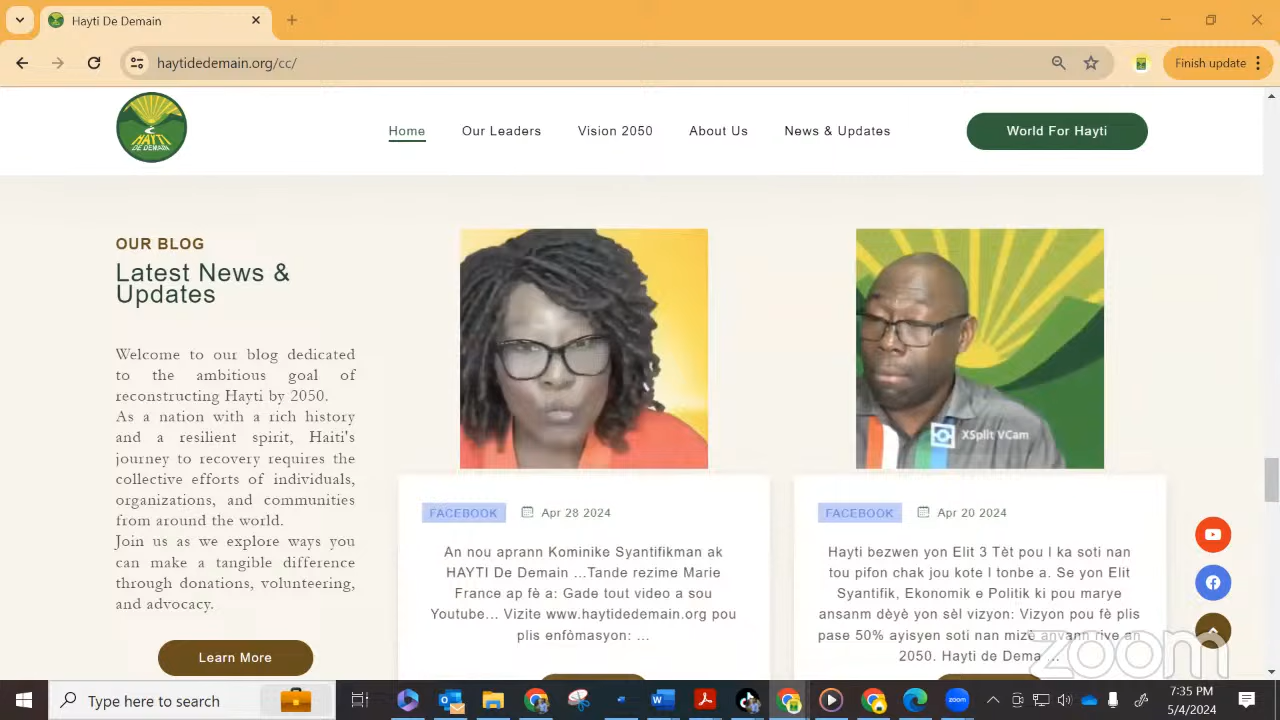 Hayti De Demain
haytidedemain.org/cc/
Finish update
HAYTI
DE DEMAIN
Home
Our Leaders
Vision 2050
About Us
News & Updates
World For Hayti
OUR BLOG
Latest News &
Updates
Welcome to our blog dedicated
to the ambitious goal of
reconstructing Hayti by 2050.
As a nation with a rich history
and a resilient spirit, Haiti's
journey to recovery requires the
collective efforts of individuals,
organizations, and communities
from around the world.
Join us as we explore ways you
can make a tangible difference
through donations, volunteering,
and advocacy.
Learn More
FACEBOOK
Apr 28 2024
An nou aprann Kominike Syantifikman ak
HAYTI De Demain ...Tande rezime Marie
France ap fè a: Gade tout video a sou
Youtube... Vizite www.haytidedemain.org pou
plis enfòmasyon: ...
XSplit VCam
FACEBOOK
Apr 20 2024
Hayti bezwen yon Elit 3 Tèt pou l ka soti nan
tou pifon chak jou kote l tonbe a. Se yon Elit
Syantifik, Ekonomik e Politik ki pou marye
ansanm dèyè yon sèl vizyon: Vizyon pou fè plis
pase 50% ayisyen soti nan mizè anvann rive an
2050. Hayti de Dema ...
zoom
Type here to search
zoom
7:35 PM
5/4/2024